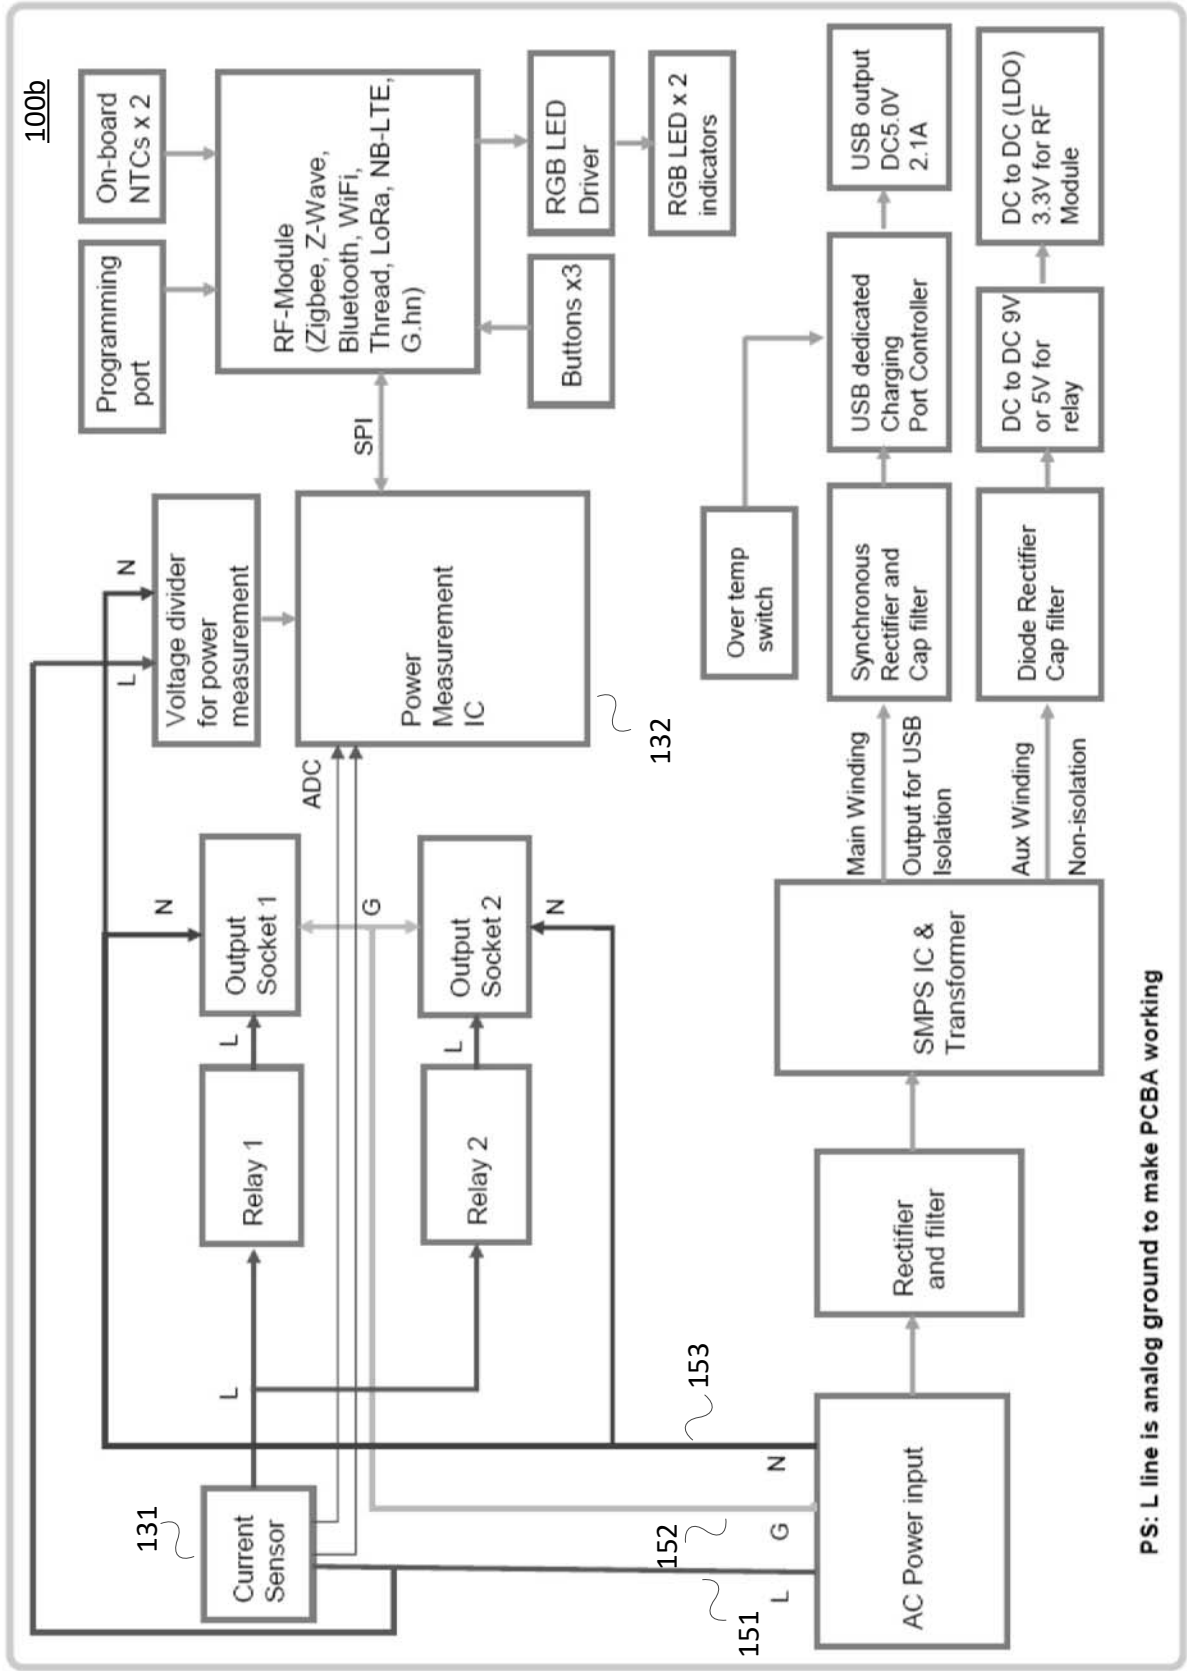 100b
On-board
NTCs x 2
Programming
port
RF-Module
(Zigbee, Z-Wave,
Bluetooth, WiFi,
Thread, LoRa, NB-LTE,
G.hn)
RGB LED
Driver
RGB LED x 2
indicators
Buttons x3
SPI
N
L
Voltage divider
for power
measurement
Power
Measurement
IC
132
ADC
N
Output
Socket 1
G
Output
Socket 2
N
L
L
Relay 1
Relay 2
L
131
Current
Sensor
153
152
151
N
G
L
AC Power input
Rectifier
and filter
SMPS IC &
Transformer
Main Winding
Output for USB
Isolation
Aux Winding
Non-isolation
Over temp
switch
Synchronous
Rectifier and
Cap filter
Diode Rectifier
Cap filter
USB dedicated
Charging
Port Controller
DC to DC 9V
or 5V for
relay
USB output
DC5.0V
2.1A
DC to DC (LDO)
3.3V for RF
Module
PS: L line is analog ground to make PCBA working